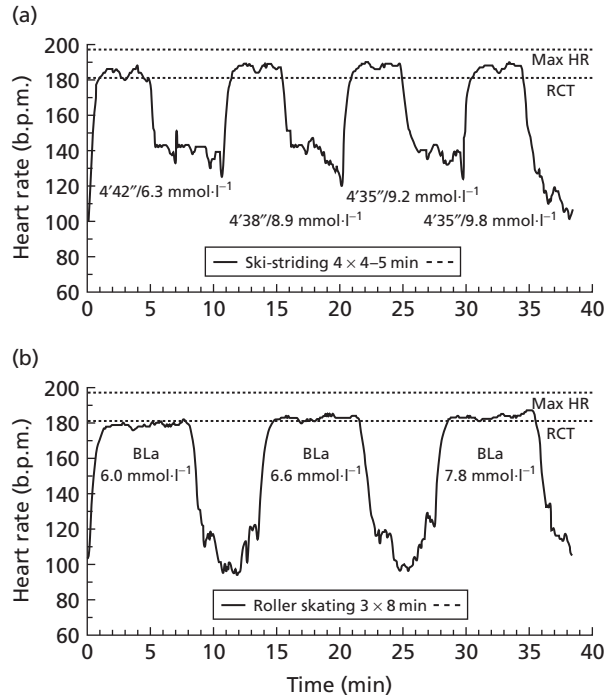 (a)
200
180
160
140
120
100
80
60
Heart rate (b.p.m.)
Max HR
RCT
4′42″/6.3 mmol·l⁻¹
4′38″/8.9 mmol·l⁻¹
4′35″/9.2 mmol·l⁻¹
4′35″/9.8 mmol·l⁻¹
Ski-striding 4 × 4–5 min
0 5 10 15 20 25 30 35 40
(b)
200
180
160
140
120
100
80
60
Heart rate (b.p.m.)
Max HR
RCT
BLa
6.0 mmol·l⁻¹
BLa
6.6 mmol·l⁻¹
BLa
7.8 mmol·l⁻¹
Roller skating 3 × 8 min
0 5 10 15 20 25 30 35 40
Time (min)